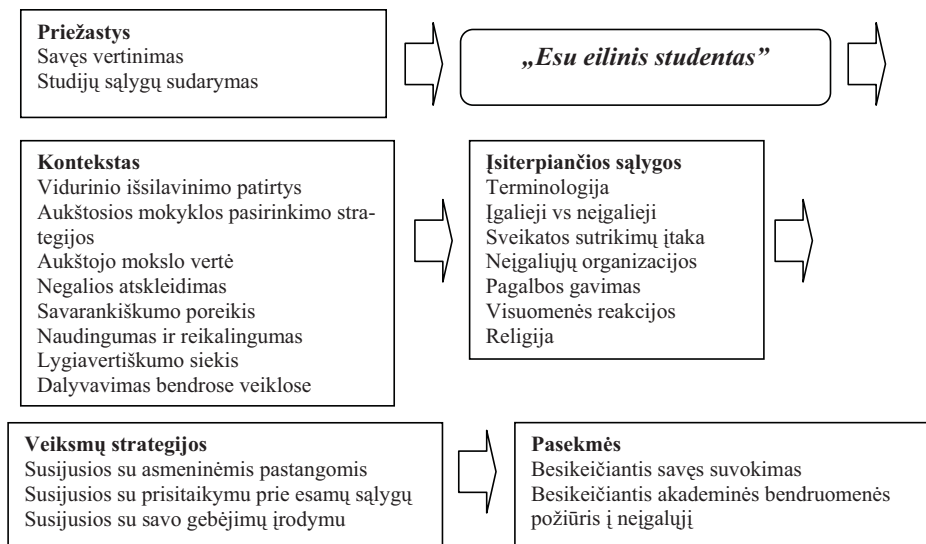 Priežastys
Savęs vertinimas
Studijų sąlygų sudarymas
„Esu eilinis studentas”
Kontekstas
Vidurinio išsilavinimo patirtys
Aukštosios mokyklos pasirinkimo stra-
tegijos
Aukštojo mokslo vertė
Negalios atskleidimas
Savarankiškumo poreikis
Naudingumas ir reikalingumas
Lygiavertiškumo siekis
Dalyvavimas bendrose veiklose
Įsiterpiančios sąlygos
Terminologija
Įgalieji vs neįgalieji
Sveikatos sutrikimų įtaka
Neįgaliųjų organizacijos
Pagalbos gavimas
Visuomenės reakcijos
Religija
Veiksmų strategijos
Susijusios su asmeninėmis pastangomis
Susijusios su prisitaikymu prie esamų sąlygų
Susijusios su savo gebėjimų įrodymu
Pasekmės
Besikeičiantis savęs suvokimas
Besikeičiantis akademinės bendruomenės
požiūris į neįgalųjį